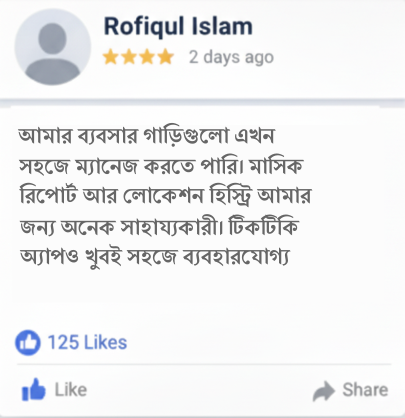 Rofiqul Islam
2 days ago
আমার ব্যবসার গাড়িগুলো এখন
সহজে ম্যানেজ করতে পারি। মাসিক
রিপোর্ট আর লোকেশন হিস্ট্রি আমার
জন্য অনেক সাহায্যকারী। টিকটিকি
অ্যাপও খুবই সহজে ব্যবহারযোগ্য
125 Likes
Like Share